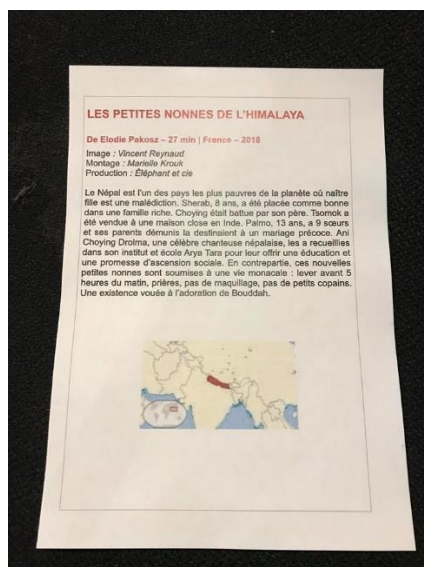 LES PETITES NONNES DE L'HIMALAYA
De Elodie Pakosz – 27 min | France – 2018
Image : Vincent Reynaud
Montage : Marielle Krouk
Production : Éléphant et cie
Le Népal est l'un des pays les plus pauvres de la planète où naître
fille est une malédiction. Sherab, 8 ans, a été placée comme bonne
dans une famille riche. Choying était battue par son père. Tsomok a
été vendue à une maison close en Inde. Palmo, 13 ans, a 9 sœurs
et ses parents démunis la destinaient à un mariage précoce. Ani
Choying Drolma, une célèbre chanteuse népalaise, les a recueillies
dans son institut et école Arya Tara pour leur offrir une éducation et
une promesse d'ascension sociale. En contrepartie, ces nouvelles
petites nonnes sont soumises à une vie monacale : lever avant 5
heures du matin, prières, pas de maquillage, pas de petits copains.
Une existence vouée à l'adoration de Bouddah.